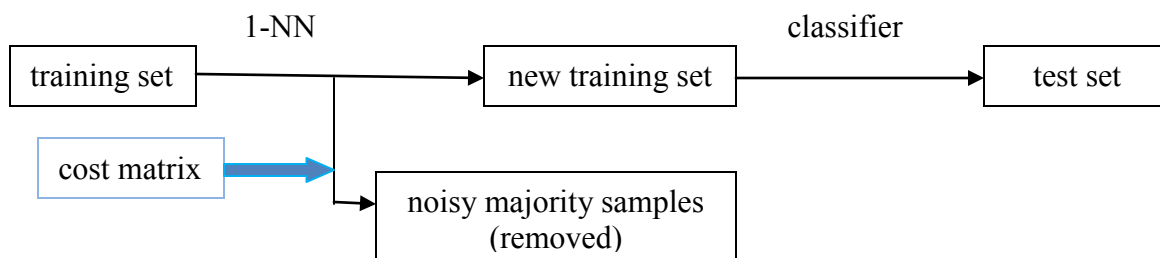 1-NN
classifier
training set
new training set
test set
cost matrix
noisy majority samples
(removed)